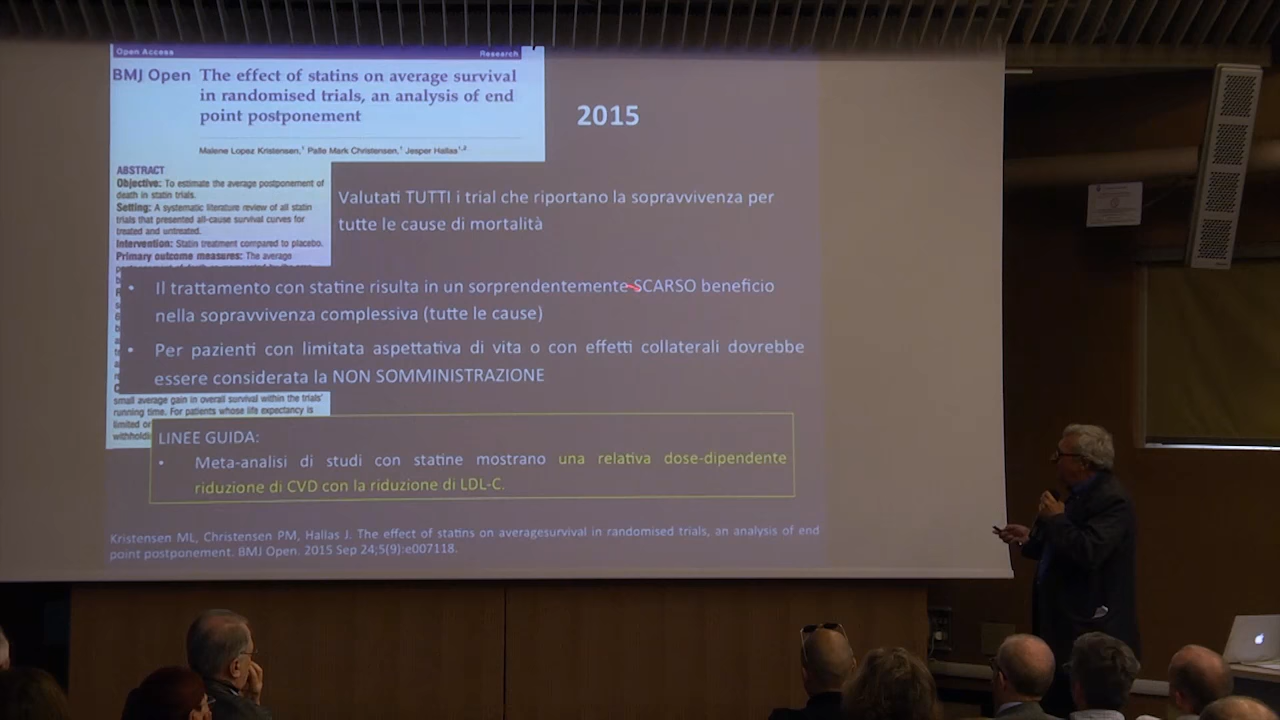 Open Access
Research
BMJ Open The effect of statins on average survival
in randomised trials, an analysis of end
point postponement
Malene Lopez Kristensen,¹ Palle Mark Christensen,¹ Jesper Hallas¹,²
2015
ABSTRACT
Objective: To estimate the average postponement of
death in statin trials.
Setting: A systematic literature review of all statin
trials that presented all-cause survival curves for
treated and untreated.
Intervention: Statin treatment compared to placebo.
Primary outcome measures: The average
Valutati TUTTI i trial che riportano la sopravvivenza per
tutte le cause di mortalità
• Il trattamento con statine risulta in un sorprendentemente SCARSO beneficio
nella sopravvivenza complessiva (tutte le cause)
• Per pazienti con limitata aspettativa di vita o con effetti collaterali dovrebbe
essere considerata la NON SOMMINISTRAZIONE
small average gain in overall survival within the trials'
running time. For patients whose life expectancy is
limited or
withholdi
LINEE GUIDA:
• Meta-analisi di studi con statine mostrano una relativa dose-dipendente
riduzione di CVD con la riduzione di LDL-C.
Kristensen ML, Christensen PM, Hallas J. The effect of statins on averagesurvival in randomised trials, an analysis of end
point postponement. BMJ Open. 2015 Sep 24;5(9):e007118.